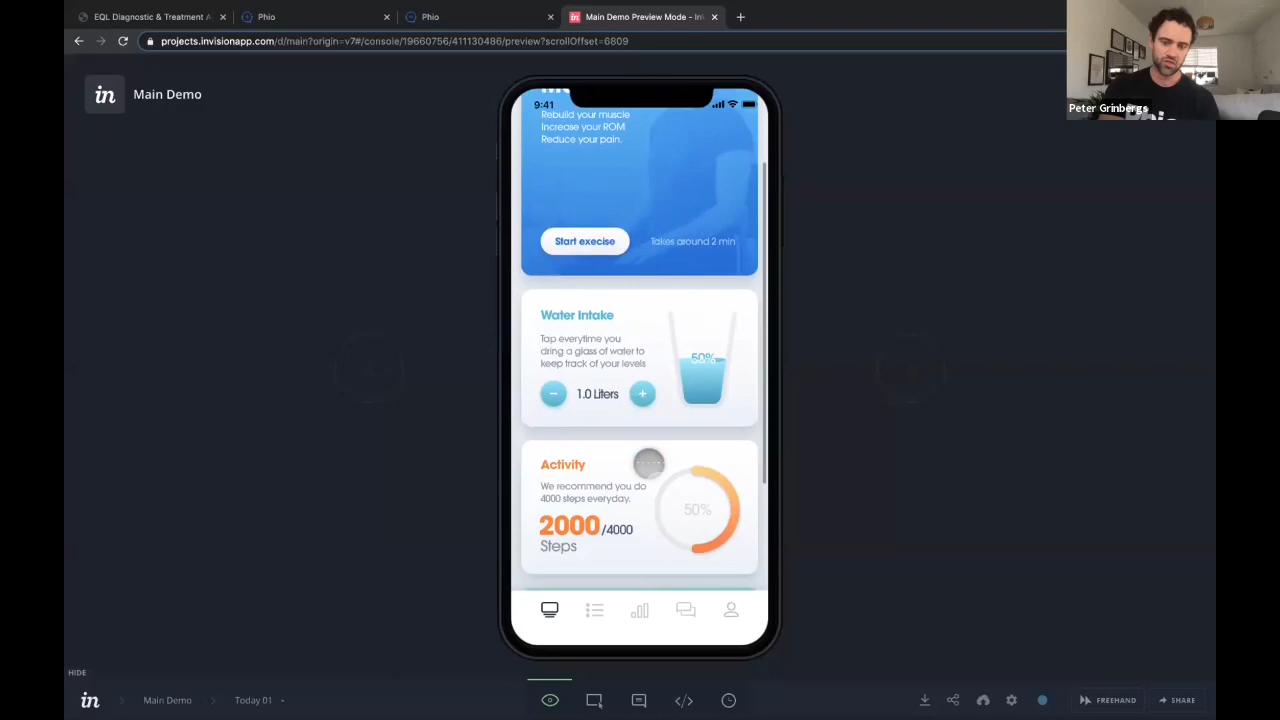 EQL Diagnostic & Treatment A
Phio
Phio
Main Demo Preview Mode - In
projects.invisionapp.com/d/main?origin=v7#/console/19660756/411130486/preview?scrollOffset=6809
Peter Grinbergs
in
Main Demo
9:41
Rebuild your muscle
Increase your ROM
Reduce your pain.
Start execise
Takes around 2 min
Water Intake
Tap everytime you
dring a glass of water to
keep track of your levels
1.0 Liters
50%
Activity
We recommend you do
4000 steps everyday.
2000/4000
Steps
50%
HIDE
in
Main Demo
Today 01
FREEHAND
SHARE